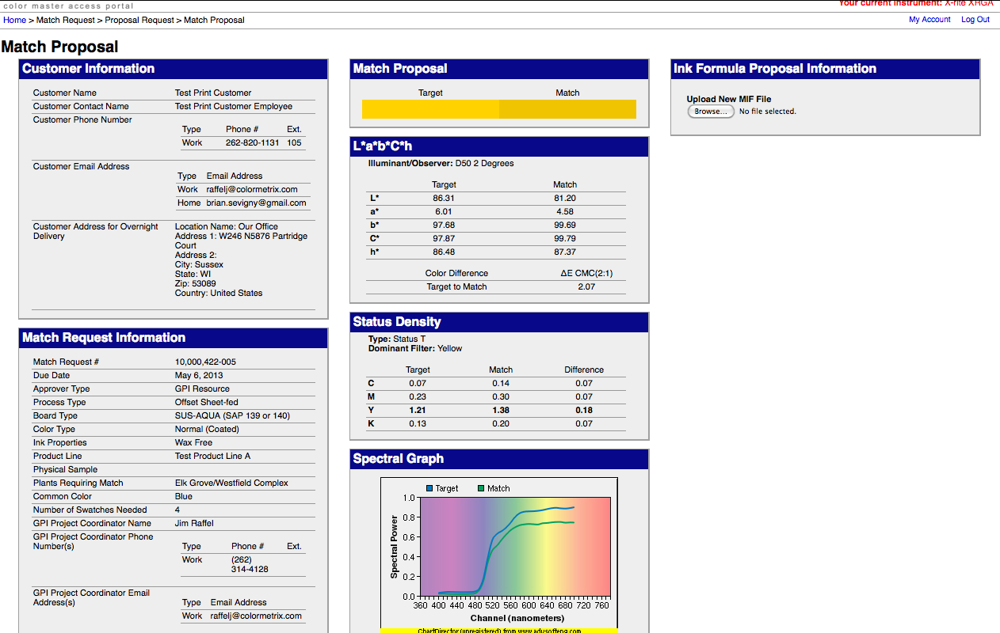 color master access portal
Your current instrument: X-rite XRGA
Home > Match Request > Proposal Request > Match Proposal
My Account Log Out
Match Proposal
Customer Information
Customer Name Test Print Customer
Customer Contact Name Test Print Customer Employee
Customer Phone Number
Type Phone # Ext.
Work 262-820-1131 105
Customer Email Address
Type Email Address
Work raffelj@colormetrix.com
Home brian.sevigny@gmail.com
Customer Address for Overnight Delivery
Location Name: Our Office
Address 1: W246 N5876 Partridge
Court
Address 2:
City: Sussex
State: WI
Zip: 53089
Country: United States
Match Request Information
Match Request # 10,000,422-005
Due Date May 6, 2013
Approver Type GPI Resource
Process Type Offset Sheet-fed
Board Type SUS-AQUA (SAP 139 or 140)
Color Type Normal (Coated)
Ink Properties Wax Free
Product Line Test Product Line A
Physical Sample
Plants Requiring Match Elk Grove/Westfield Complex
Common Color Blue
Number of Swatches Needed 4
GPI Project Coordinator Name Jim Raffel
GPI Project Coordinator Phone
Number(s)
Type Phone # Ext.
Work (262)
314-4128
GPI Project Coordinator Email
Address(s)
Type Email Address
Work raffelj@colormetrix.com
Match Proposal
Target Match
L*a*b*C*h
Illuminant/Observer: D50 2 Degrees
Target Match
L* 86.31 81.20
a* 6.01 4.58
b* 97.68 99.69
C* 97.87 99.79
h* 86.48 87.37
Color Difference ΔE CMC(2:1)
Target to Match 2.07
Status Density
Type: Status T
Dominant Filter: Yellow
Target Match Difference
C 0.07 0.14 0.07
M 0.23 0.30 0.07
Y 1.21 1.38 0.18
K 0.13 0.20 0.07
Spectral Graph
Target Match
1.0
0.8
0.6
0.4
0.2
0.0
Spectral Power
360 400 440 480 520 560 600 640 680 720 760
Channel (nanometers)
ChartDirector (unregistered) from www.advsofteng.com
Ink Formula Proposal Information
Upload New MIF File
Browse... No file selected.